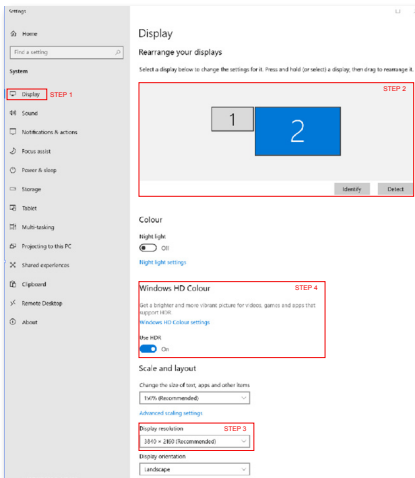 Settings
Home
Find a setting
System
Display
STEP 1
Sound
Notifications & actions
Focus assist
Power & sleep
Storage
Tablet
Multi-tasking
Projecting to this PC
Shared experiences
Clipboard
Remote Desktop
About
Display
Rearrange your displays
Select a display below to change the settings for it. Press and hold (or select) a display, then drag to rearrange it.
STEP 2
1
2
Identify
Detect
Colour
Night light
Off
Night light settings
Windows HD Colour
STEP 4
Get a brighter and more vibrant picture for videos, games and apps that
support HDR.
Windows HD Colour settings
Use HDR
On
Scale and layout
Change the size of text, apps and other items
(Recommended)
Advanced scaling settings
Display resolution
STEP 3
3840 × 2160 (Recommended)
Display orientation
Landscape